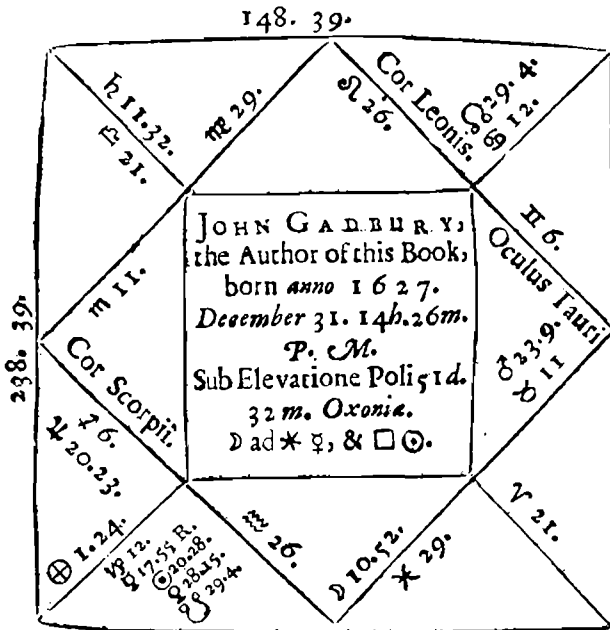 148. 39.
♄ 11.32.
♎ 21.
♍ 29.
♌ 26.
Cor Leonis.
☊ 29. 4.
♋ 12.
♊ 6.
Oculus Tauri
♂ 23.9.
♉ 11
♏ 11.
238. 39.
Cor Scorpii.
♐ 6.
♃ 20.23.
JOHN GADBURY,
the Author of this Book,
born anno 1627.
December 31. 14h.26m.
P. M.
Sub Elevatione Poli 51d.
32 m. Oxoniæ.
☽ ad ⚹ ☿, & □ ☉.
⊕ 1.24.
♑ 12.
☿ 17.55 R.
☉ 20.28.
♀ 28.15.
☋ 29.4.
♒ 26.
☽ 10.52.
♓ 29.
♈ 21.